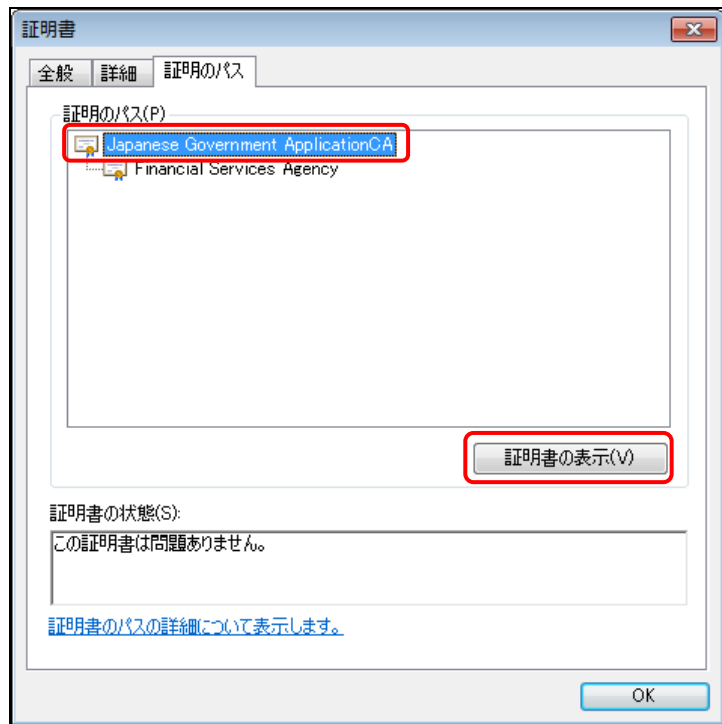 証明書
全般 詳細 証明のパス
証明のパス(P)
Japanese Government ApplicationCA
Financial Services Agency
証明書の表示(V)
証明書の状態(S):
この証明書は問題ありません。
証明書のパスの詳細について表示します。
OK